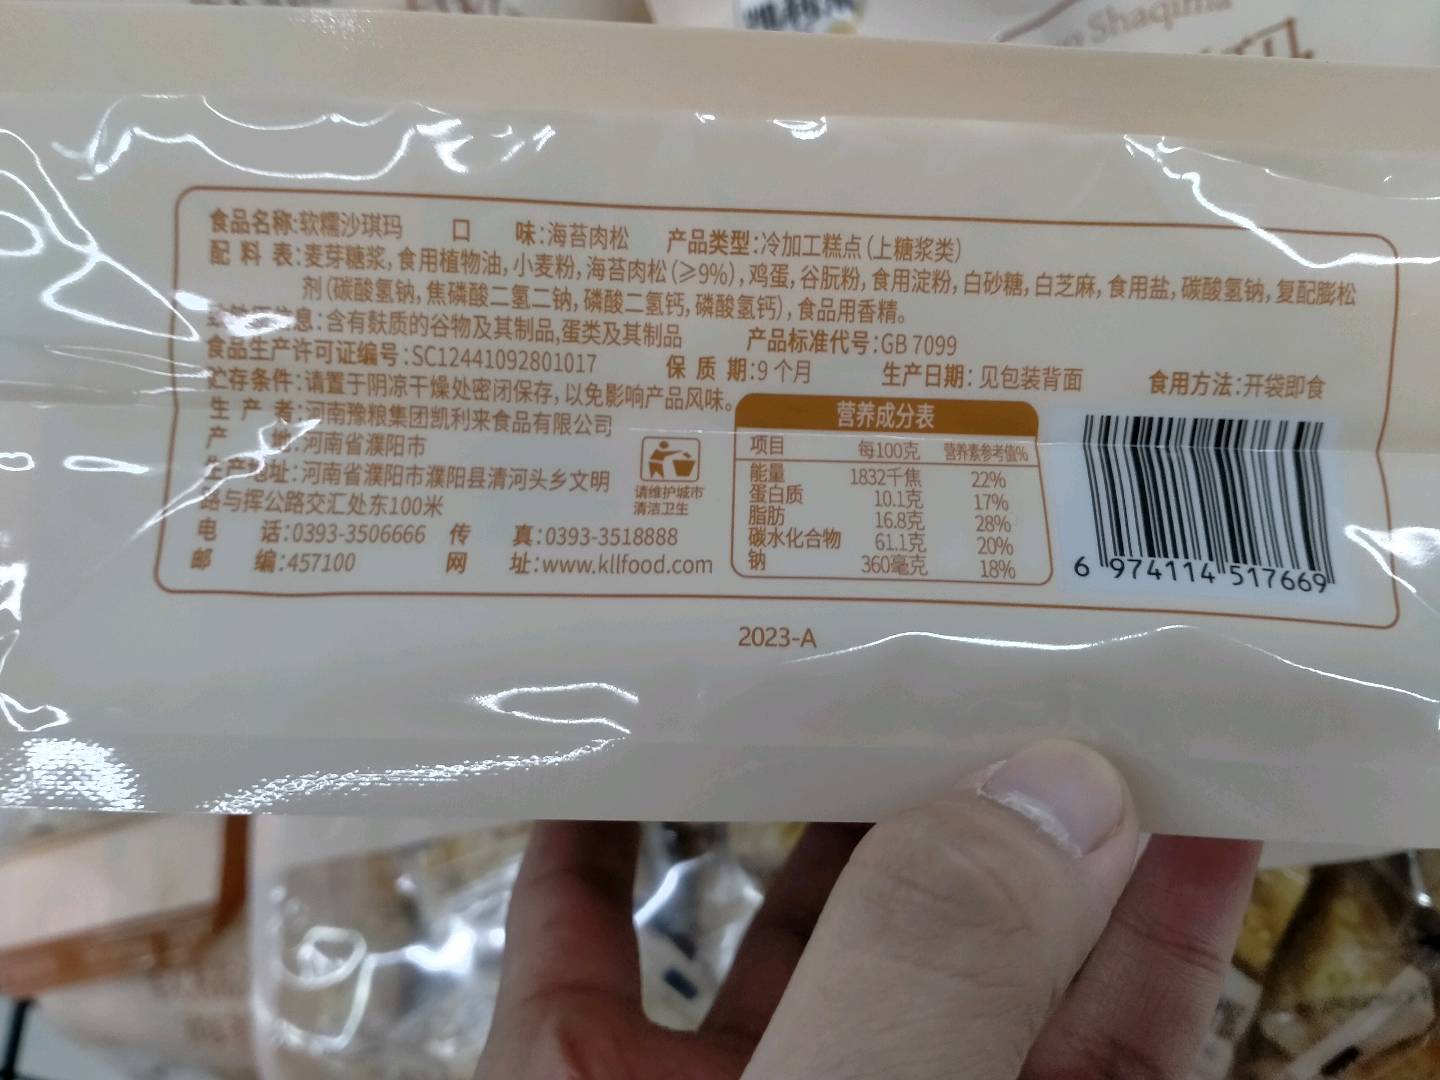 Shaqima
食品名称:软糯沙琪玛 口 味:海苔肉松 产品类型:冷加工糕点(上糖浆类)
配 料 表:麦芽糖浆,食用植物油,小麦粉,海苔肉松(≥9%),鸡蛋,谷朊粉,食用淀粉,白砂糖,白芝麻,食用盐,碳酸氢钠,复配膨松
剂(碳酸氢钠,焦磷酸二氢二钠,磷酸二氢钙,磷酸氢钙),食品用香精。
息:含有麸质的谷物及其制品,蛋类及其制品 产品标准代号:GB 7099
食品生产许可证编号:SC12441092801017 保 质 期:9个月 生产日期:见包装背面 食用方法:开袋即食
贮存条件:请置于阴凉干燥处密闭保存,以免影响产品风味。
生 产 者:河南豫粮集团凯利来食品有限公司
产 地:河南省濮阳市
生产地址:河南省濮阳市濮阳县清河头乡文明
路与挥公路交汇处东100米
电 话:0393-3506666 传 真:0393-3518888
邮 编:457100 网 址:www.kllfood.com
请维护城市
清洁卫生
营养成分表
项目 每100克 营养素参考值%
能量 1832千焦 22%
蛋白质 10.1克 17%
脂肪 16.8克 28%
碳水化合物 61.1克 20%
钠 360毫克 18%
6 974114 517669
2023-A